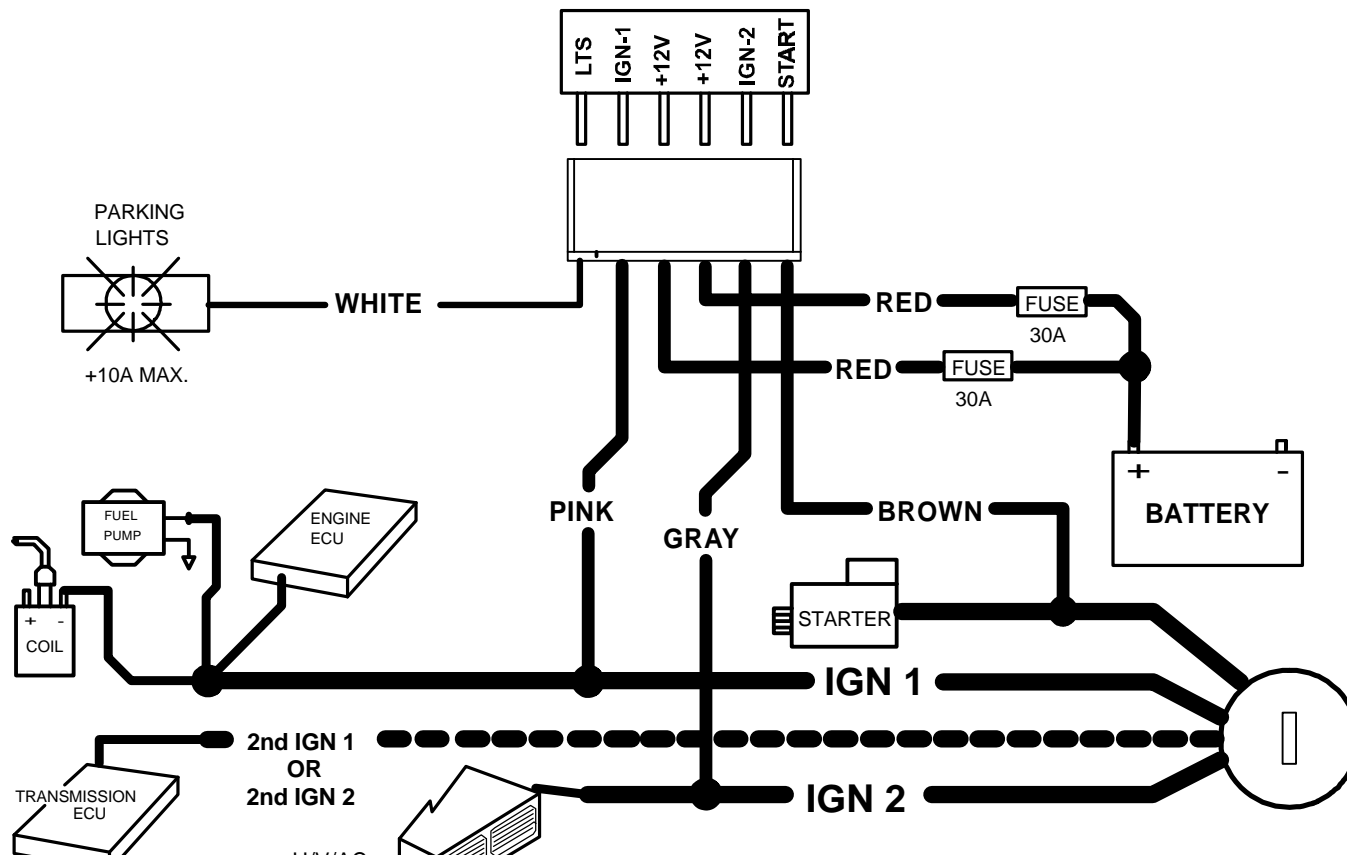 LTS
IGN-1
+12V
+12V
IGN-2
START
PARKING
LIGHTS
+10A MAX.
WHITE
RED
FUSE
30A
RED
FUSE
30A
+
-
BATTERY
PINK
GRAY
BROWN
FUEL
PUMP
ENGINE
ECU
+ -
COIL
STARTER
IGN 1
2nd IGN 1
OR
2nd IGN 2
TRANSMISSION
ECU
IGN 2
H/V/AC